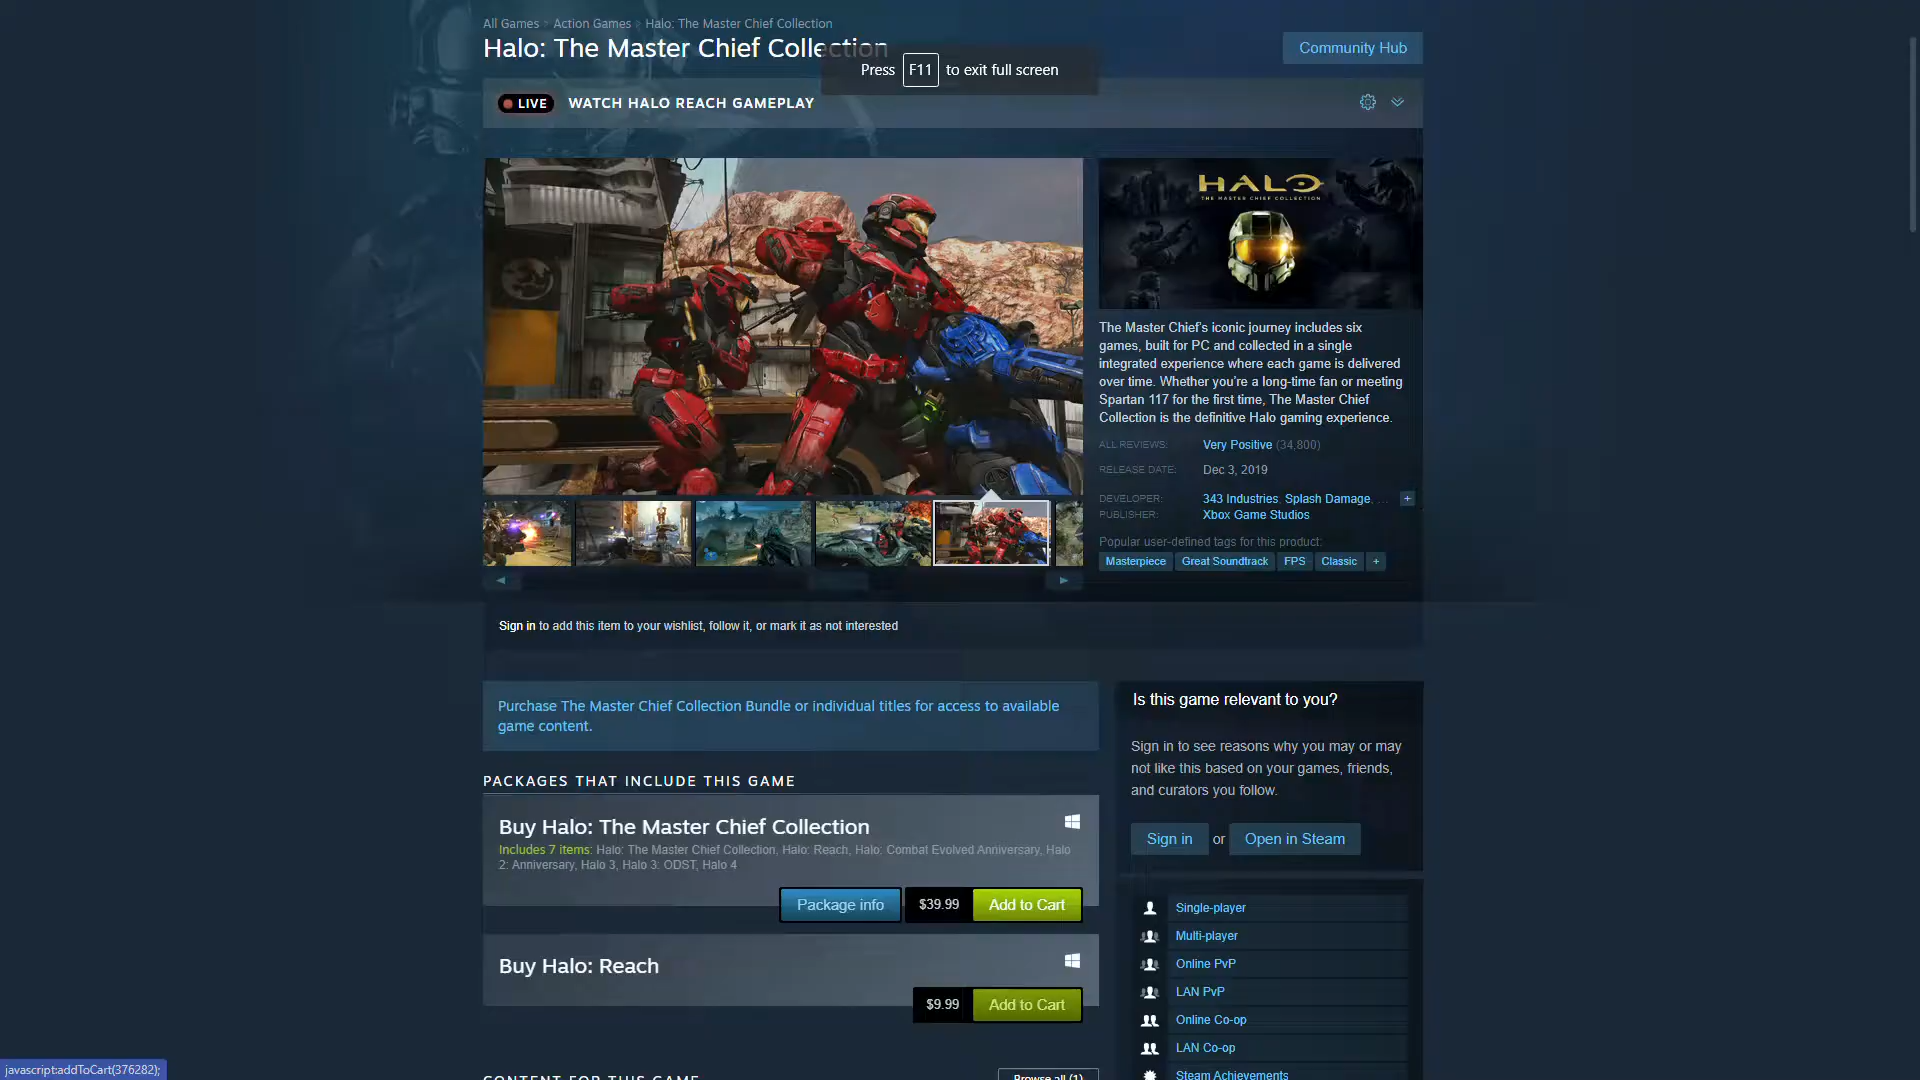 All Games > Action Games > Halo: The Master Chief Collection
Halo: The Master Chief Collection
Community Hub
Press F11 to exit full screen
LIVE WATCH HALO REACH GAMEPLAY
HALO
THE MASTER CHIEF COLLECTION
The Master Chief's iconic journey includes six
games, built for PC and collected in a single
integrated experience where each game is delivered
over time. Whether you're a long-time fan or meeting
Spartan 117 for the first time, The Master Chief
Collection is the definitive Halo gaming experience.
ALL REVIEWS: Very Positive (34,800)
RELEASE DATE: Dec 3, 2019
DEVELOPER: 343 Industries, Splash Damage, ... +
PUBLISHER: Xbox Game Studios
Popular user-defined tags for this product:
Masterpiece Great Soundtrack FPS Classic +
Sign in to add this item to your wishlist, follow it, or mark it as not interested
Purchase The Master Chief Collection Bundle or individual titles for access to available
game content.
PACKAGES THAT INCLUDE THIS GAME
Buy Halo: The Master Chief Collection
Includes 7 items: Halo: The Master Chief Collection, Halo: Reach, Halo: Combat Evolved Anniversary, Halo
2: Anniversary, Halo 3, Halo 3: ODST, Halo 4
Package info $39.99 Add to Cart
Buy Halo: Reach
$9.99 Add to Cart
CONTENT FOR THIS GAME Browse all (1)
Is this game relevant to you?
Sign in to see reasons why you may or may
not like this based on your games, friends,
and curators you follow.
Sign in or Open in Steam
Single-player
Multi-player
Online PvP
LAN PvP
Online Co-op
LAN Co-op
Steam Achievements
javascript:addToCart(376282);